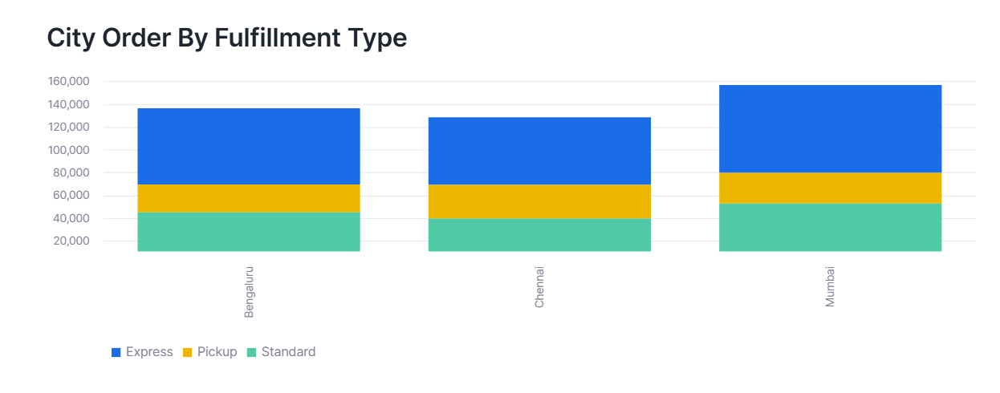 City Order By Fulfillment Type
160,000
140,000
120,000
100,000
80,000
60,000
40,000
20,000
Bengaluru
Chennai
Mumbai
Express Pickup Standard